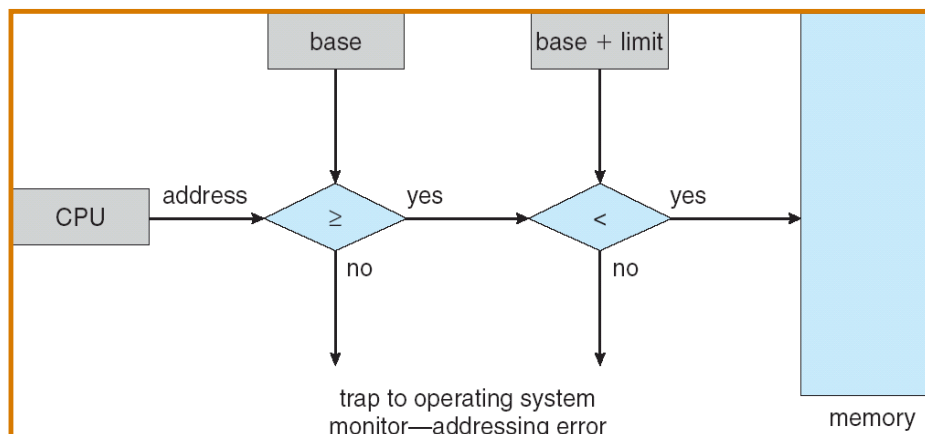 base
base + limit
CPU
address
≥
yes
<
yes
no
no
trap to operating system
monitor—addressing error
memory